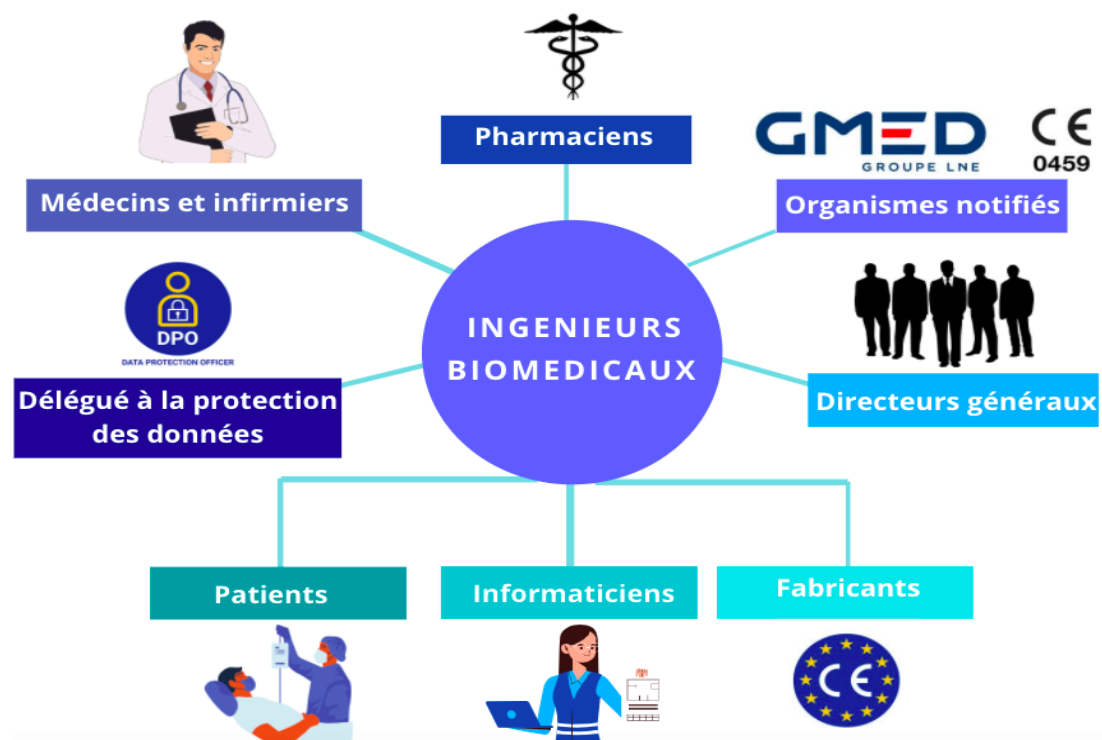 Pharmaciens
GMED
GROUPE LNE
CE
0459
Médecins et infirmiers
Organismes notifiés
DPO
DATA PROTECTION OFFICER
INGENIEURS
BIOMEDICAUX
Délégué à la protection
des données
Directeurs généraux
Patients
Informaticiens
Fabricants
CE